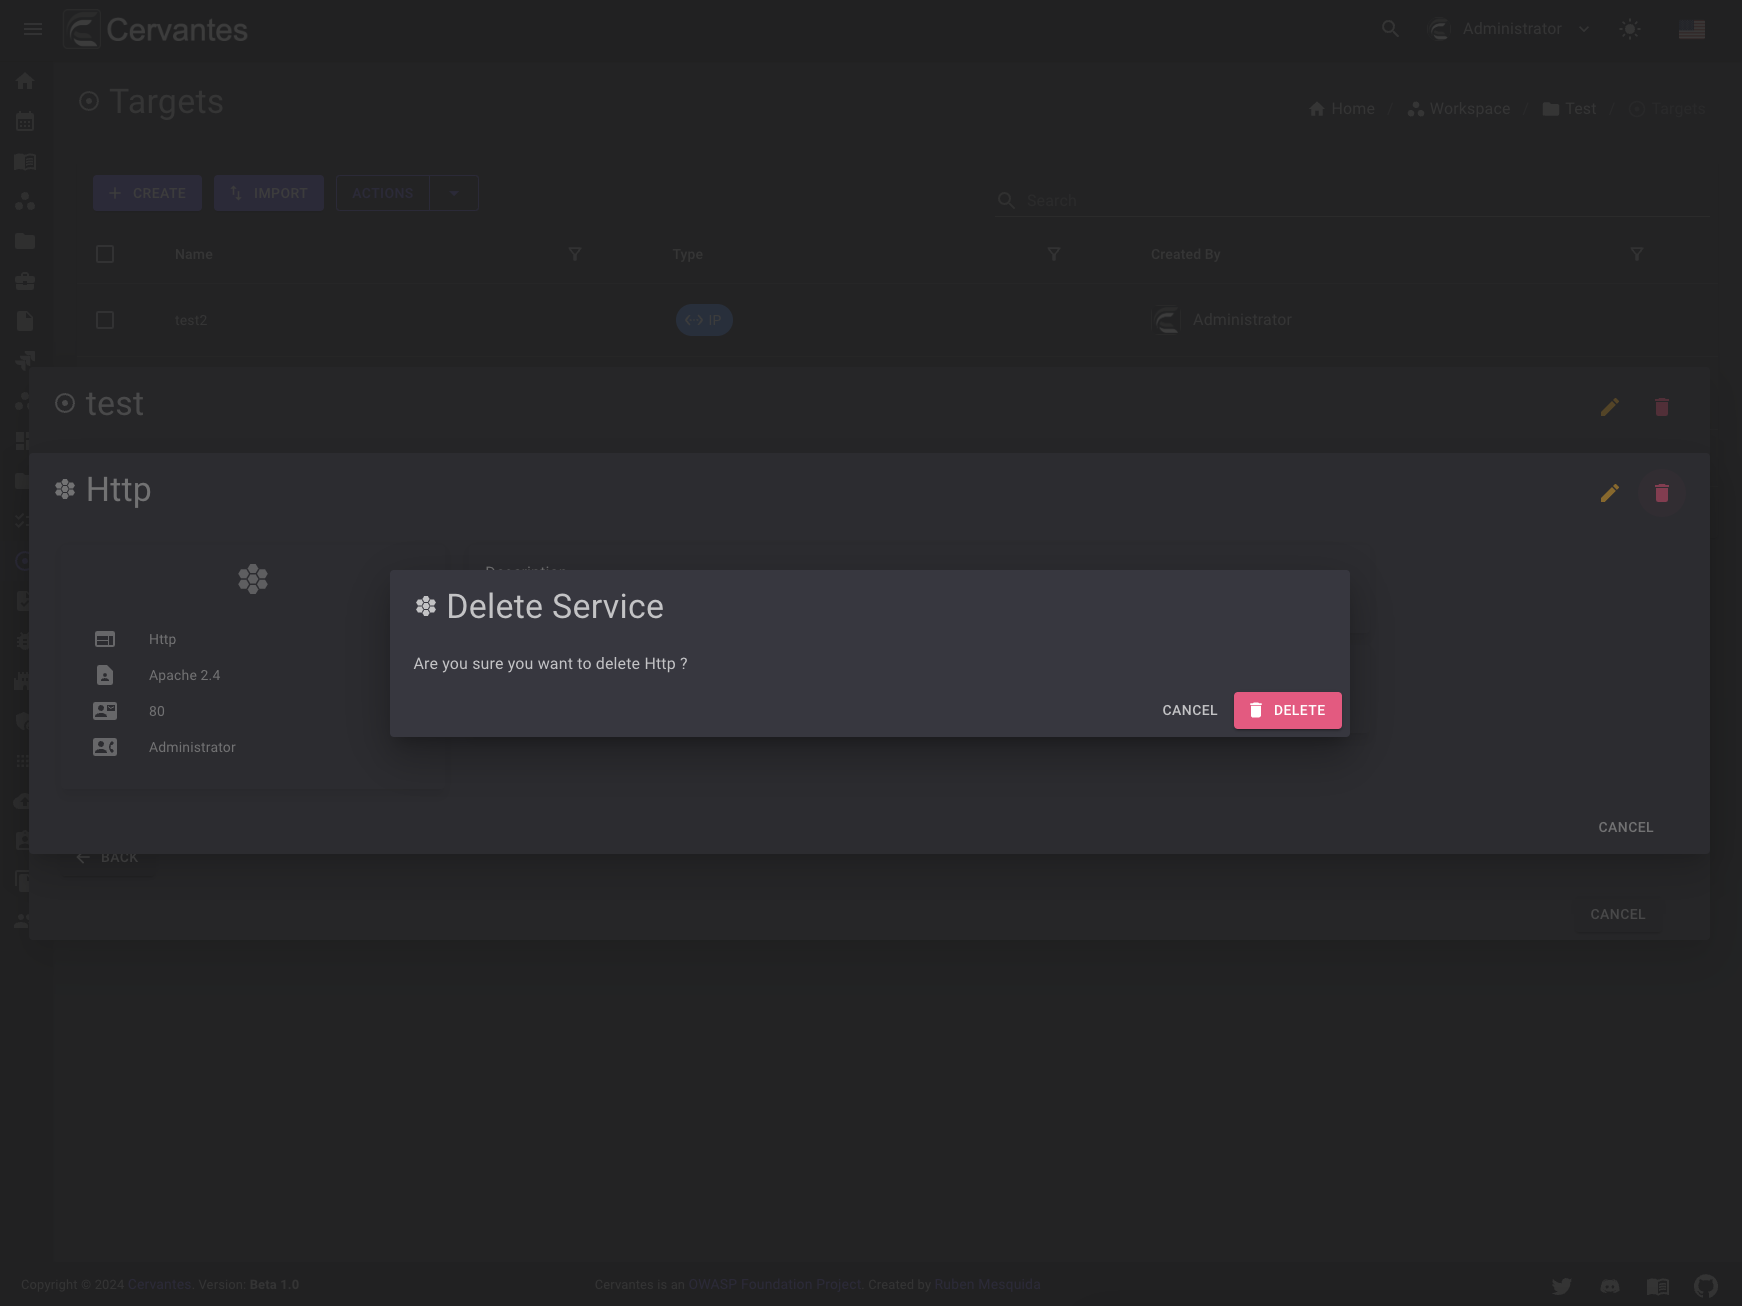 Cervantes
Administrator
Targets
Home / Workspace / Test / Targets
CREATE
IMPORT
ACTIONS
Search
Name
Type
Created By
test2
IP
Administrator
test
Http
Description
Delete Service
Are you sure you want to delete Http ?
CANCEL
DELETE
Http
Apache 2.4
80
Administrator
CANCEL
BACK
CANCEL
Copyright © 2024 Cervantes. Version: Beta 1.0
Cervantes is an OWASP Foundation Project. Created by Ruben Mesquida